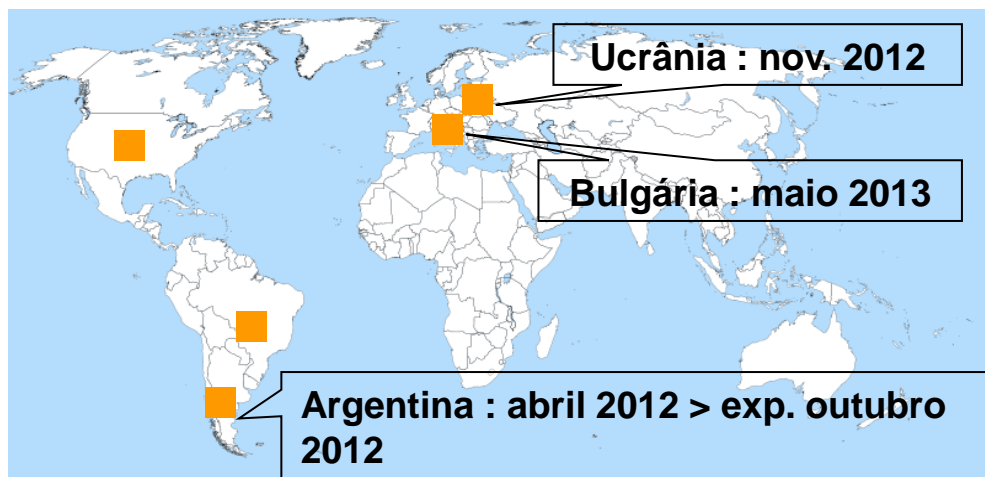 Ucrânia : nov. 2012
Bulgária : maio 2013
Argentina : abril 2012 > exp. outubro
2012